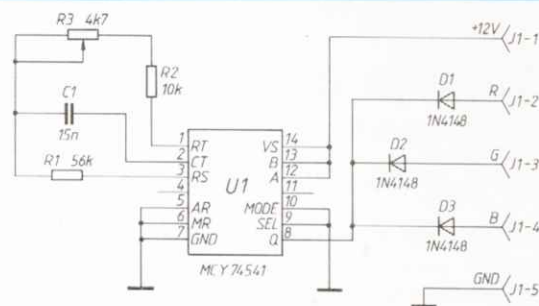 R3 4k7
R2
10k
C1
15n
R1 56k
1 RT
2 CT
3 RS
4
5 AR
6 MR
7 GND
U1
VS 14
B 13
A 12
11
MODE 10
SEL 9
Q 8
MCY 74541
+12V J1-1
D1 R J1-2
1N4148
D2 G J1-3
1N4148
D3 B J1-4
1N4148
GND J1-5